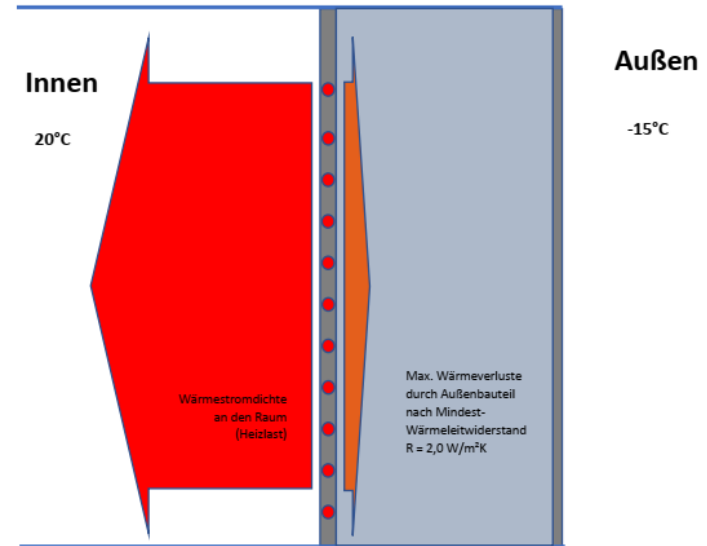 Innen
20°C
Außen
-15°C
Wärmestromdichte
an den Raum
(Heizlast)
Max. Wärmeverluste
durch Außenbauteil
nach Mindest-
Wärmeleitwiderstand
R = 2,0 W/m²K